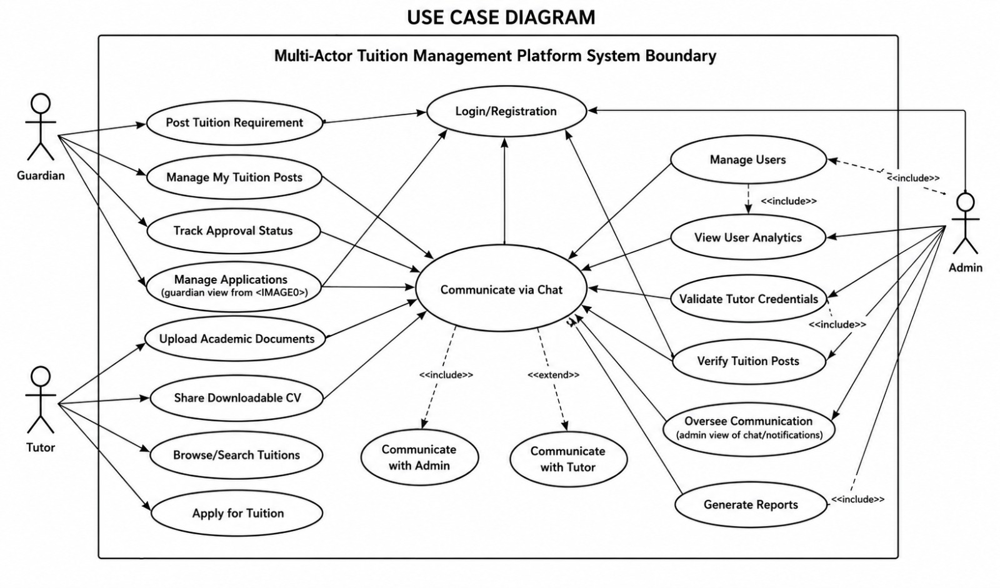 USE CASE DIAGRAM
Multi-Actor Tuition Management Platform System Boundary
Guardian
Post Tuition Requirement
Manage My Tuition Posts
Track Approval Status
Manage Applications
(guardian view from <IMAGE0>)
Tutor
Upload Academic Documents
Share Downloadable CV
Browse/Search Tuitions
Apply for Tuition
Login/Registration
Communicate via Chat
<<include>>
<<extend>>
Communicate
with Admin
Communicate
with Tutor
Manage Users
<<include>>
<<include>>
View User Analytics
Validate Tutor Credentials
<<include>>
Verify Tuition Posts
Oversee Communication
(admin view of chat/notifications)
Generate Reports
<<include>>
Admin